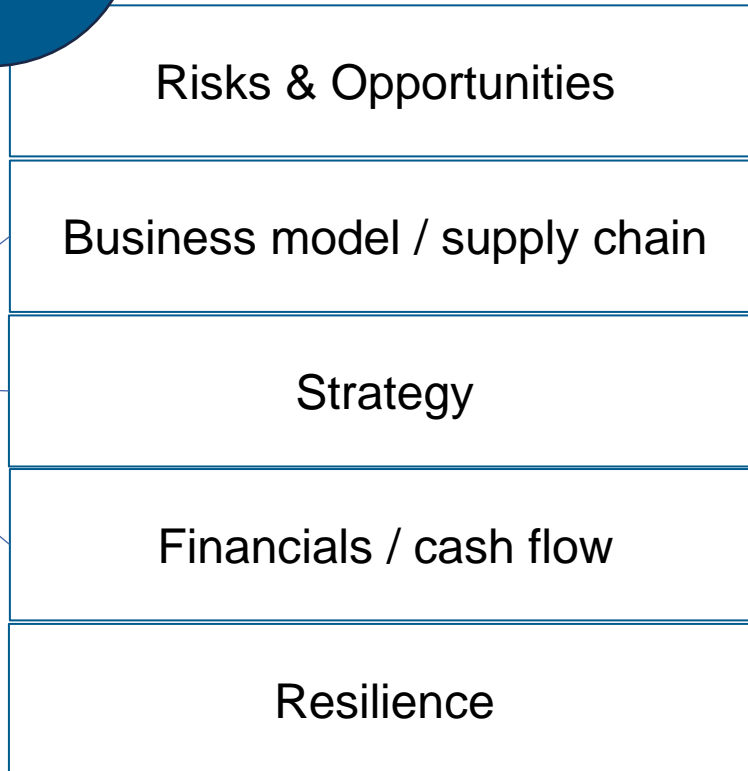 Risks & Opportunities
Business model / supply chain
Strategy
Financials / cash flow
Resilience